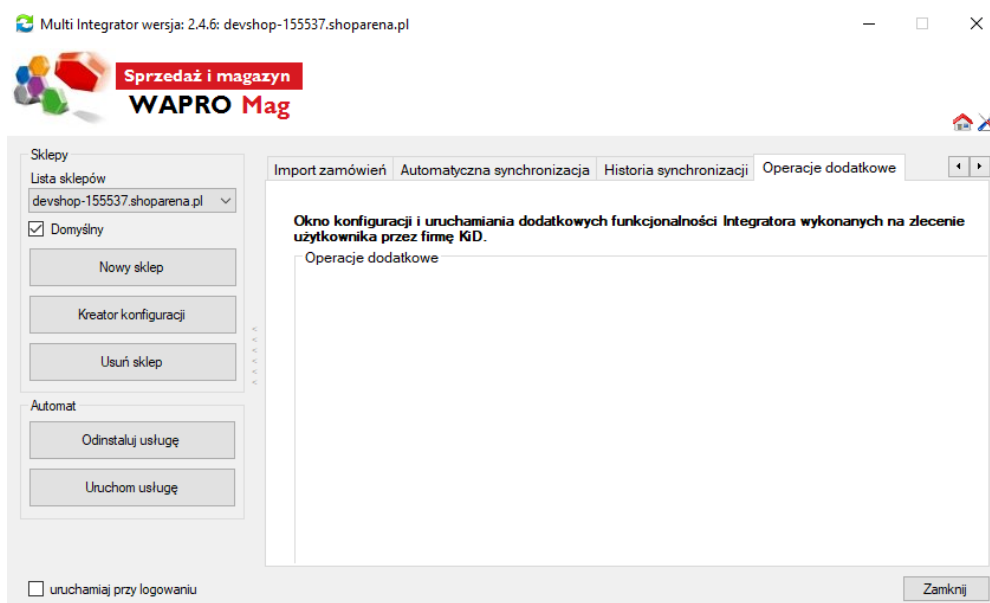 Multi Integrator wersja: 2.4.6: devshop-155537.shoparena.pl
Sprzedaż i magazyn
WAPRO Mag
Sklepy
Lista sklepów
devshop-155537.shoparena.pl
Domyślny
Nowy sklep
Kreator konfiguracji
Usuń sklep
Automat
Odinstaluj usługę
Uruchom usługę
uruchamiaj przy logowaniu
Import zamówień Automatyczna synchronizacja Historia synchronizacji Operacje dodatkowe
Okno konfiguracji i uruchamiania dodatkowych funkcjonalności Integratora wykonanych na zlecenie
użytkownika przez firmę KiD.
Operacje dodatkowe
Zamknij